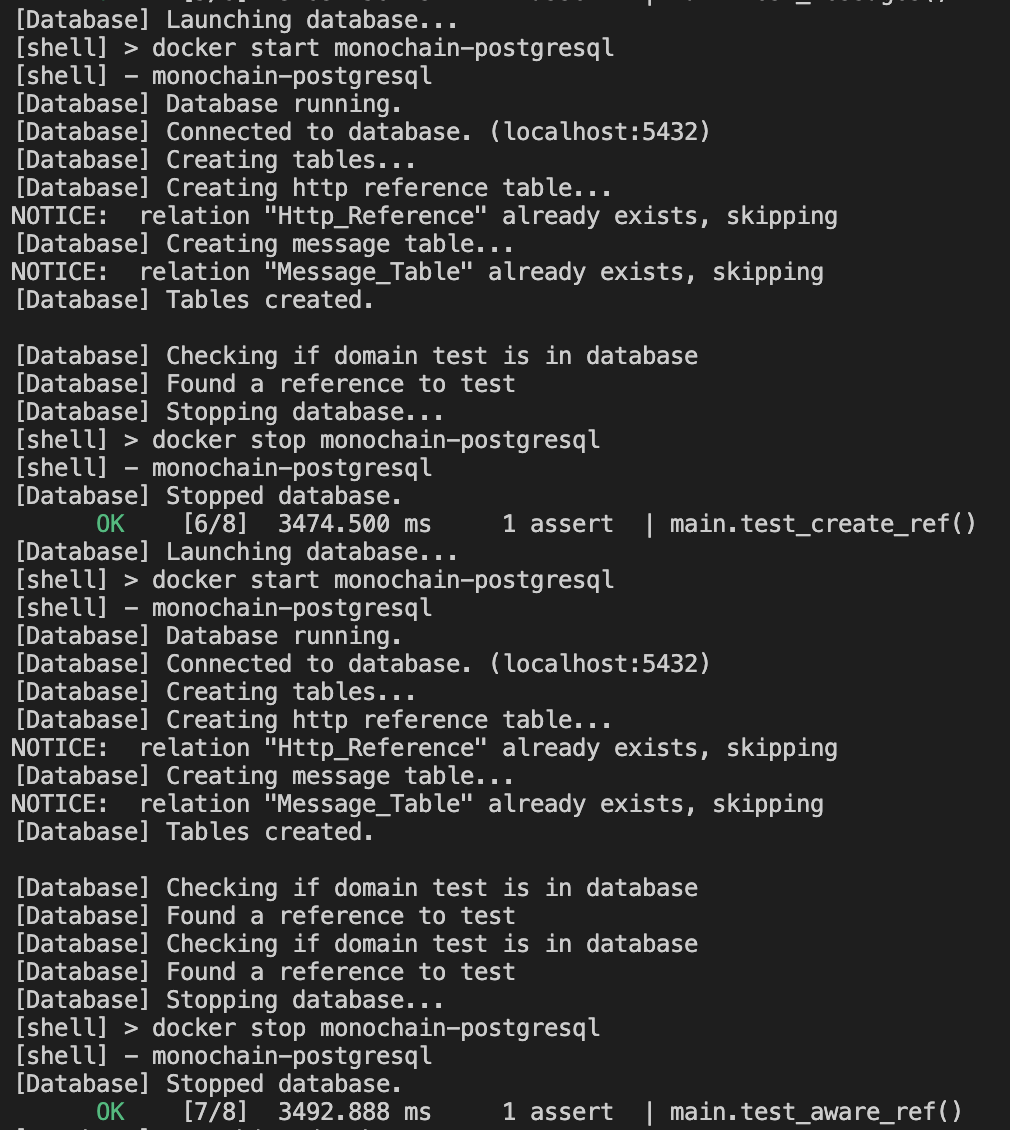 [Database] Launching database...
[shell] > docker start monochain-postgresql
[shell] - monochain-postgresql
[Database] Database running.
[Database] Connected to database. (localhost:5432)
[Database] Creating tables...
[Database] Creating http reference table...
NOTICE:  relation "Http_Reference" already exists, skipping
[Database] Creating message table...
NOTICE:  relation "Message_Table" already exists, skipping
[Database] Tables created.
[Database] Checking if domain test is in database
[Database] Found a reference to test
[Database] Stopping database...
[shell] > docker stop monochain-postgresql
[shell] - monochain-postgresql
[Database] Stopped database.
OK    [6/8]  3474.500 ms     1 assert  | main.test_create_ref()
[Database] Launching database...
[shell] > docker start monochain-postgresql
[shell] - monochain-postgresql
[Database] Database running.
[Database] Connected to database. (localhost:5432)
[Database] Creating tables...
[Database] Creating http reference table...
NOTICE:  relation "Http_Reference" already exists, skipping
[Database] Creating message table...
NOTICE:  relation "Message_Table" already exists, skipping
[Database] Tables created.
[Database] Checking if domain test is in database
[Database] Found a reference to test
[Database] Checking if domain test is in database
[Database] Found a reference to test
[Database] Stopping database...
[shell] > docker stop monochain-postgresql
[shell] - monochain-postgresql
[Database] Stopped database.
OK    [7/8]  3492.888 ms     1 assert  | main.test_aware_ref()